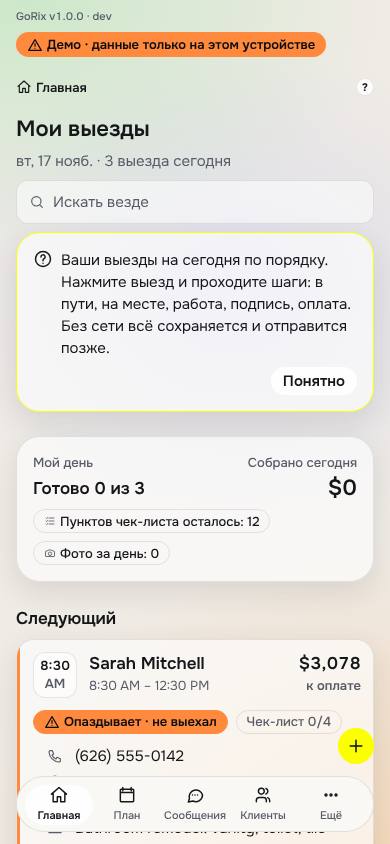 GoRix v1.0.0 · dev
Демо · данные только на этом устройстве
Главная
?
Мои выезды
вт, 17 нояб. · 3 выезда сегодня
Искать везде
Ваши выезды на сегодня по порядку.
Нажмите выезд и проходите шаги: в
пути, на месте, работа, подпись, оплата.
Без сети всё сохраняется и отправится
позже.
Понятно
Мой день
Собрано сегодня
Готово 0 из 3
$0
Пунктов чек-листа осталось: 12
Фото за день: 0
Следующий
8:30
AM
Sarah Mitchell
$3,078
8:30 AM – 12:30 PM
к оплате
Опаздывает · не выехал
Чек-лист 0/4
(626) 555-0142
Главная
План
Сообщения
Клиенты
Ещё